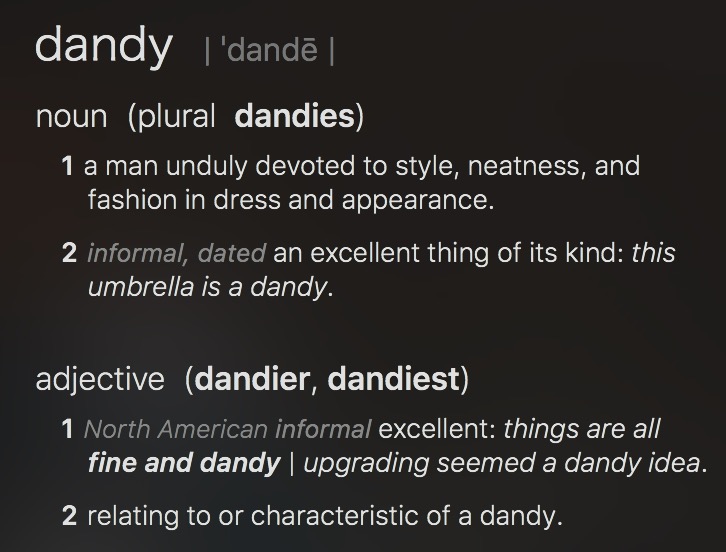 dandy | ˈdandē |
noun (plural dandies)
1 a man unduly devoted to style, neatness, and
fashion in dress and appearance.
2 informal, dated an excellent thing of its kind: this
umbrella is a dandy.
adjective (dandier, dandiest)
1 North American informal excellent: things are all
fine and dandy | upgrading seemed a dandy idea.
2 relating to or characteristic of a dandy.